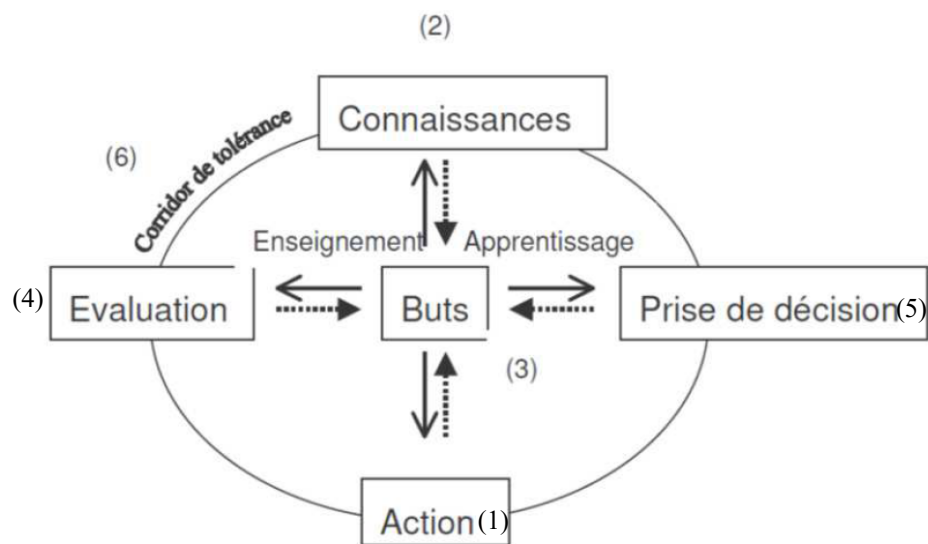 (2)
Connaissances
Corridor de tolérance
(6)
Enseignement Apprentissage
(4) Evaluation Buts Prise de décision (5)
(3)
Action (1)